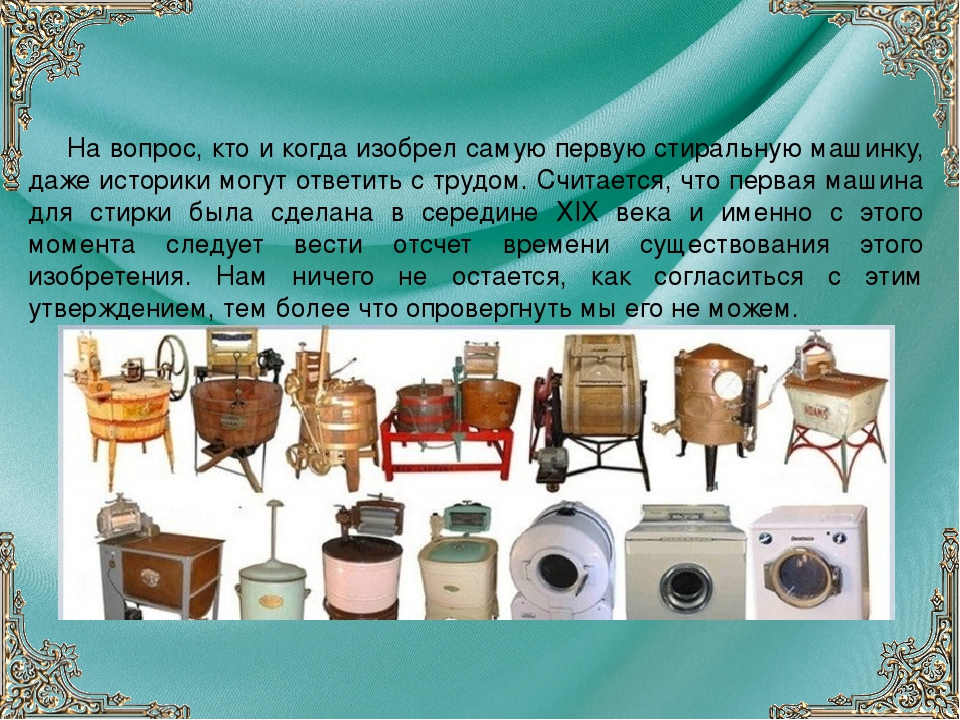 На вопрос, кто и когда изобрел самую первую стиральную машинку,
даже историки могут ответить с трудом. Считается, что первая машина
для стирки была сделана в середине XIX века и именно с этого
момента следует вести отсчет времени существования этого
изобретения. Нам ничего не остается, как согласиться с этим
утверждением, тем более что опровергнуть мы его не можем.
ADAMS